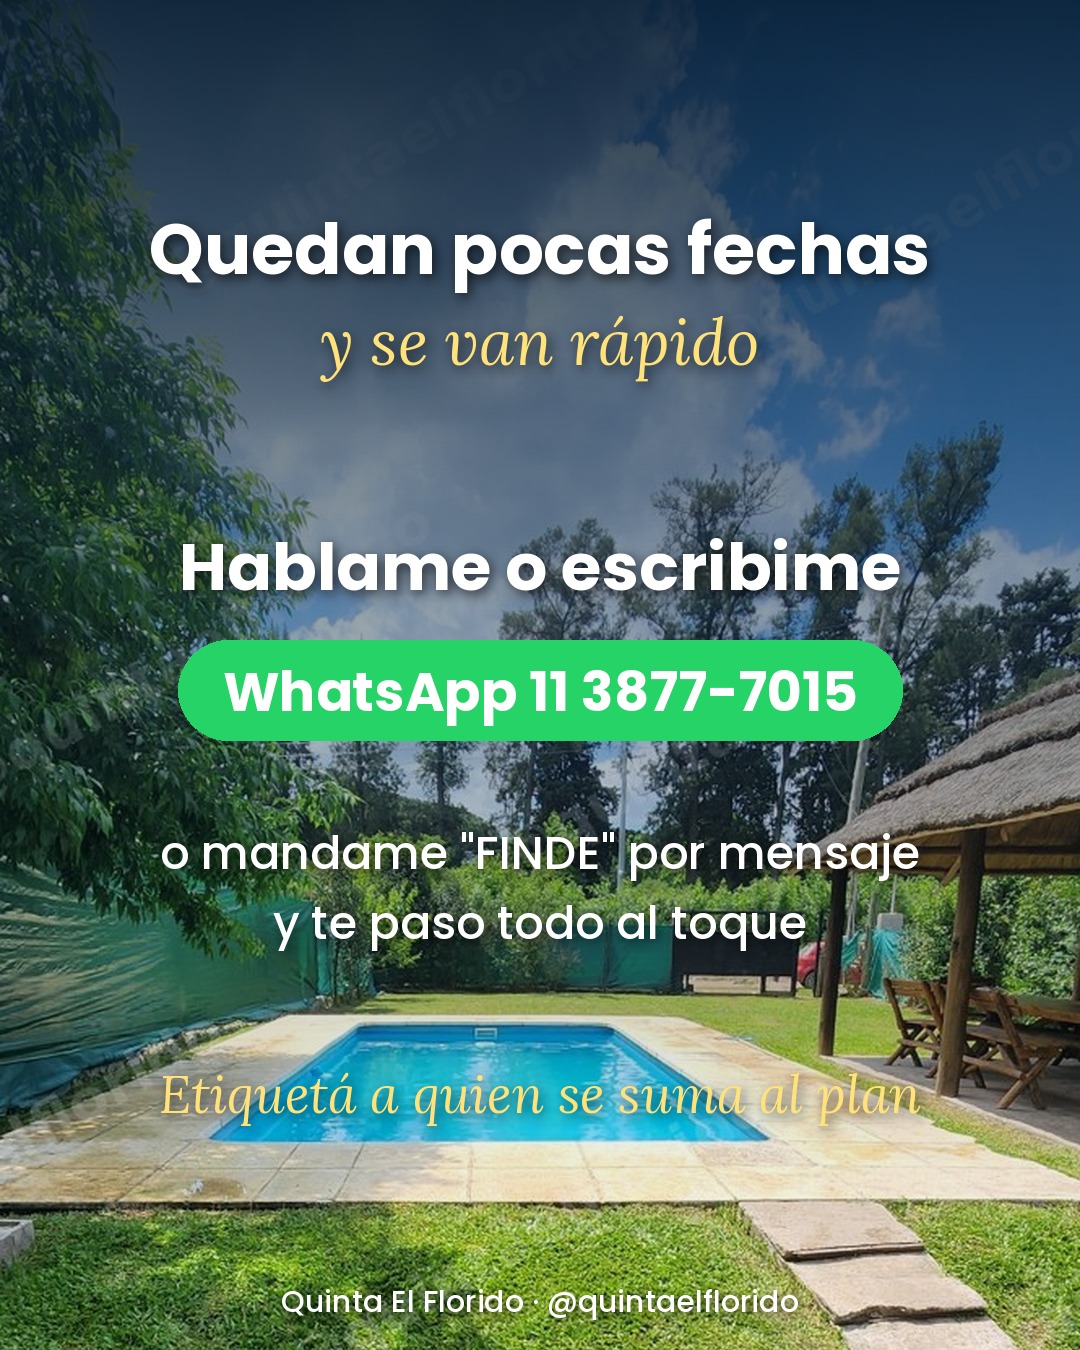 Quedan pocas fechas
y se van rápido
Hablame o escribime
WhatsApp 11 3877-7015
o mandame "FINDE" por mensaje
y te paso todo al toque
Etiquetá a quien se suma al plan
Quinta El Florido · @quintaelflorido